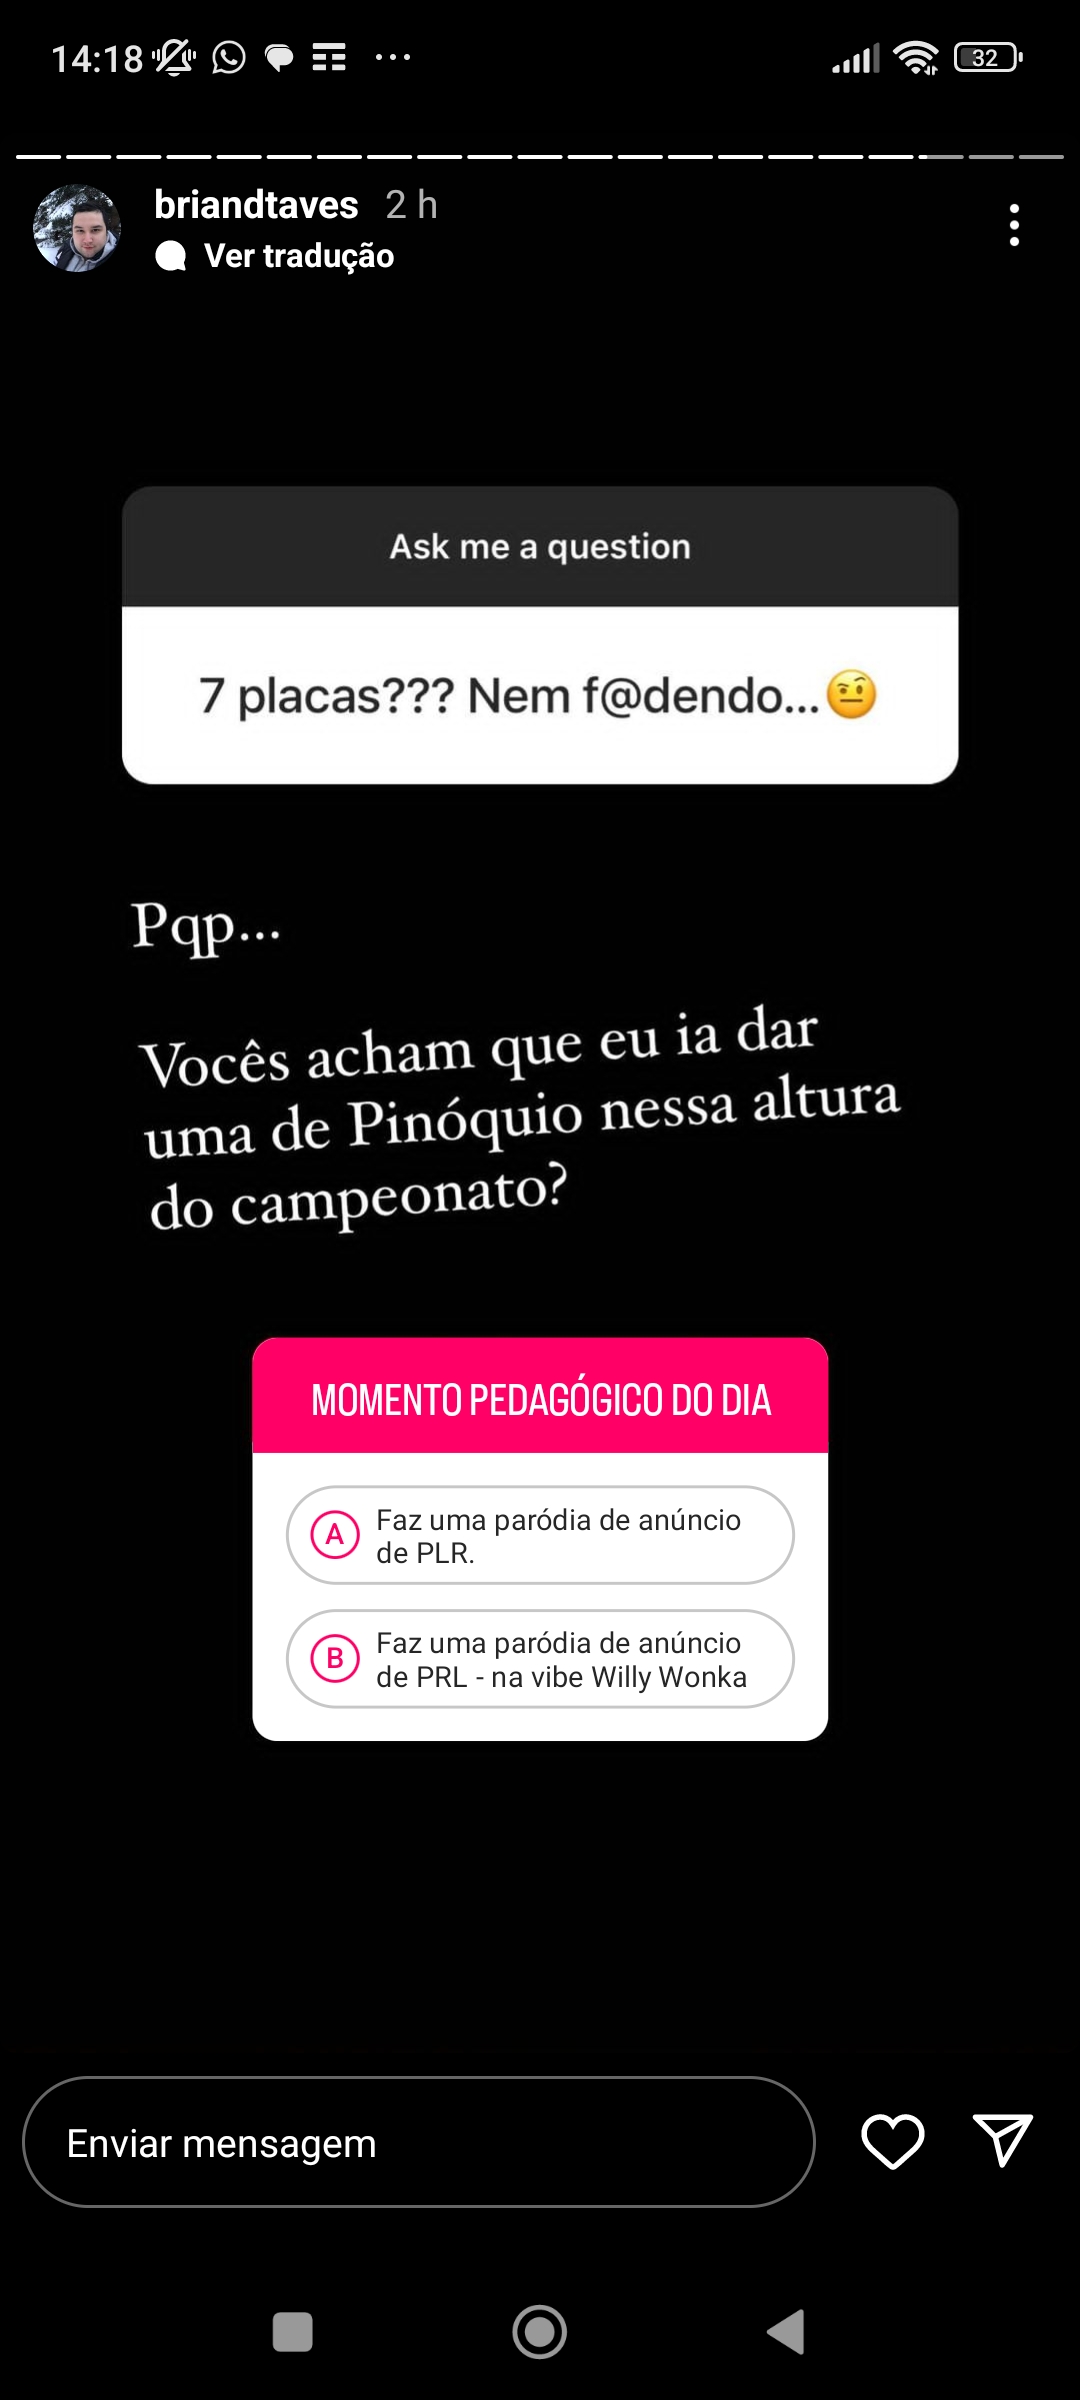 14:18
32
briandtaves 2 h
Ver tradução
Ask me a question
7 placas??? Nem f@dendo...🤨
Pqp...
Vocês acham que eu ia dar
uma de Pinóquio nessa altura
do campeonato?
MOMENTO PEDAGÓGICO DO DIA
A Faz uma paródia de anúncio
de PLR.
B Faz uma paródia de anúncio
de PRL - na vibe Willy Wonka
Enviar mensagem